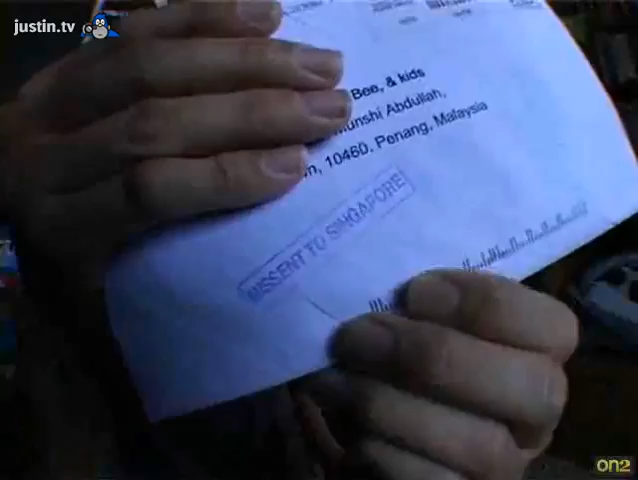 justin.tv
Bee, & kids
Munshi Abdullah,
10460, Penang, Malaysia
MISSENT TO SINGAPORE
ON2